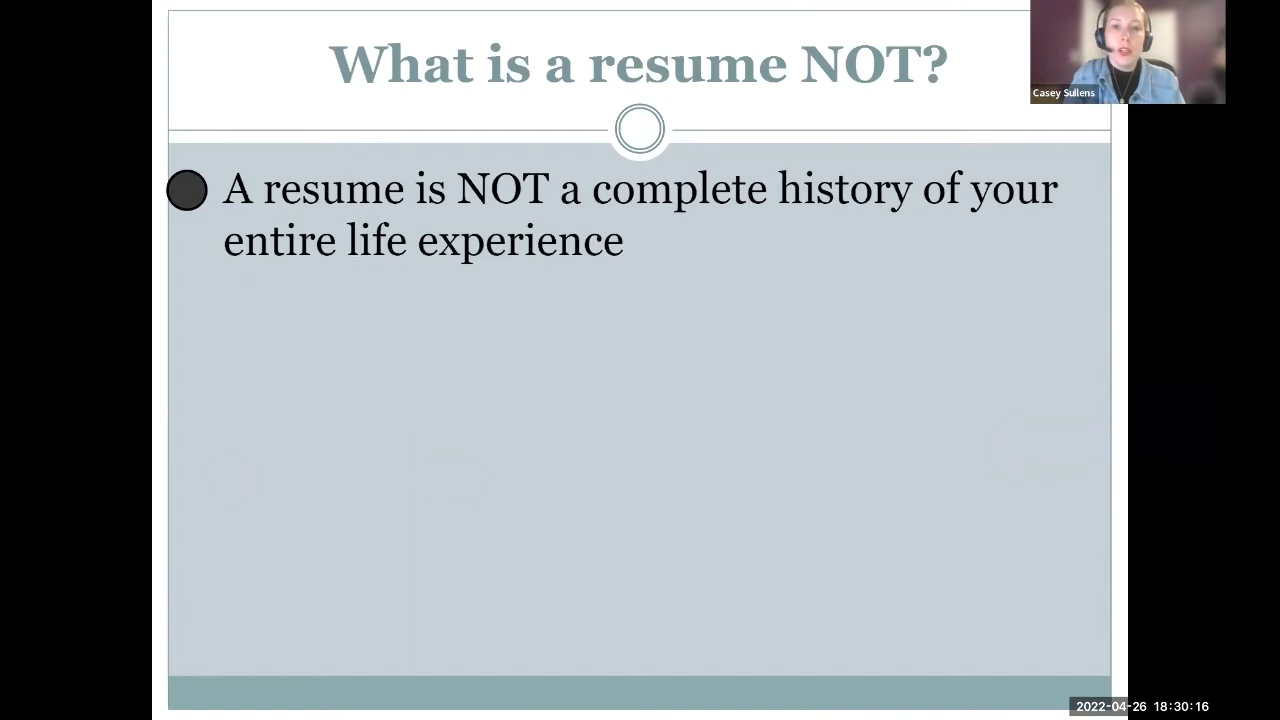 What is a resume NOT?
Casey Sullens
A resume is NOT a complete history of your
entire life experience
2022-04-26 18:30:16